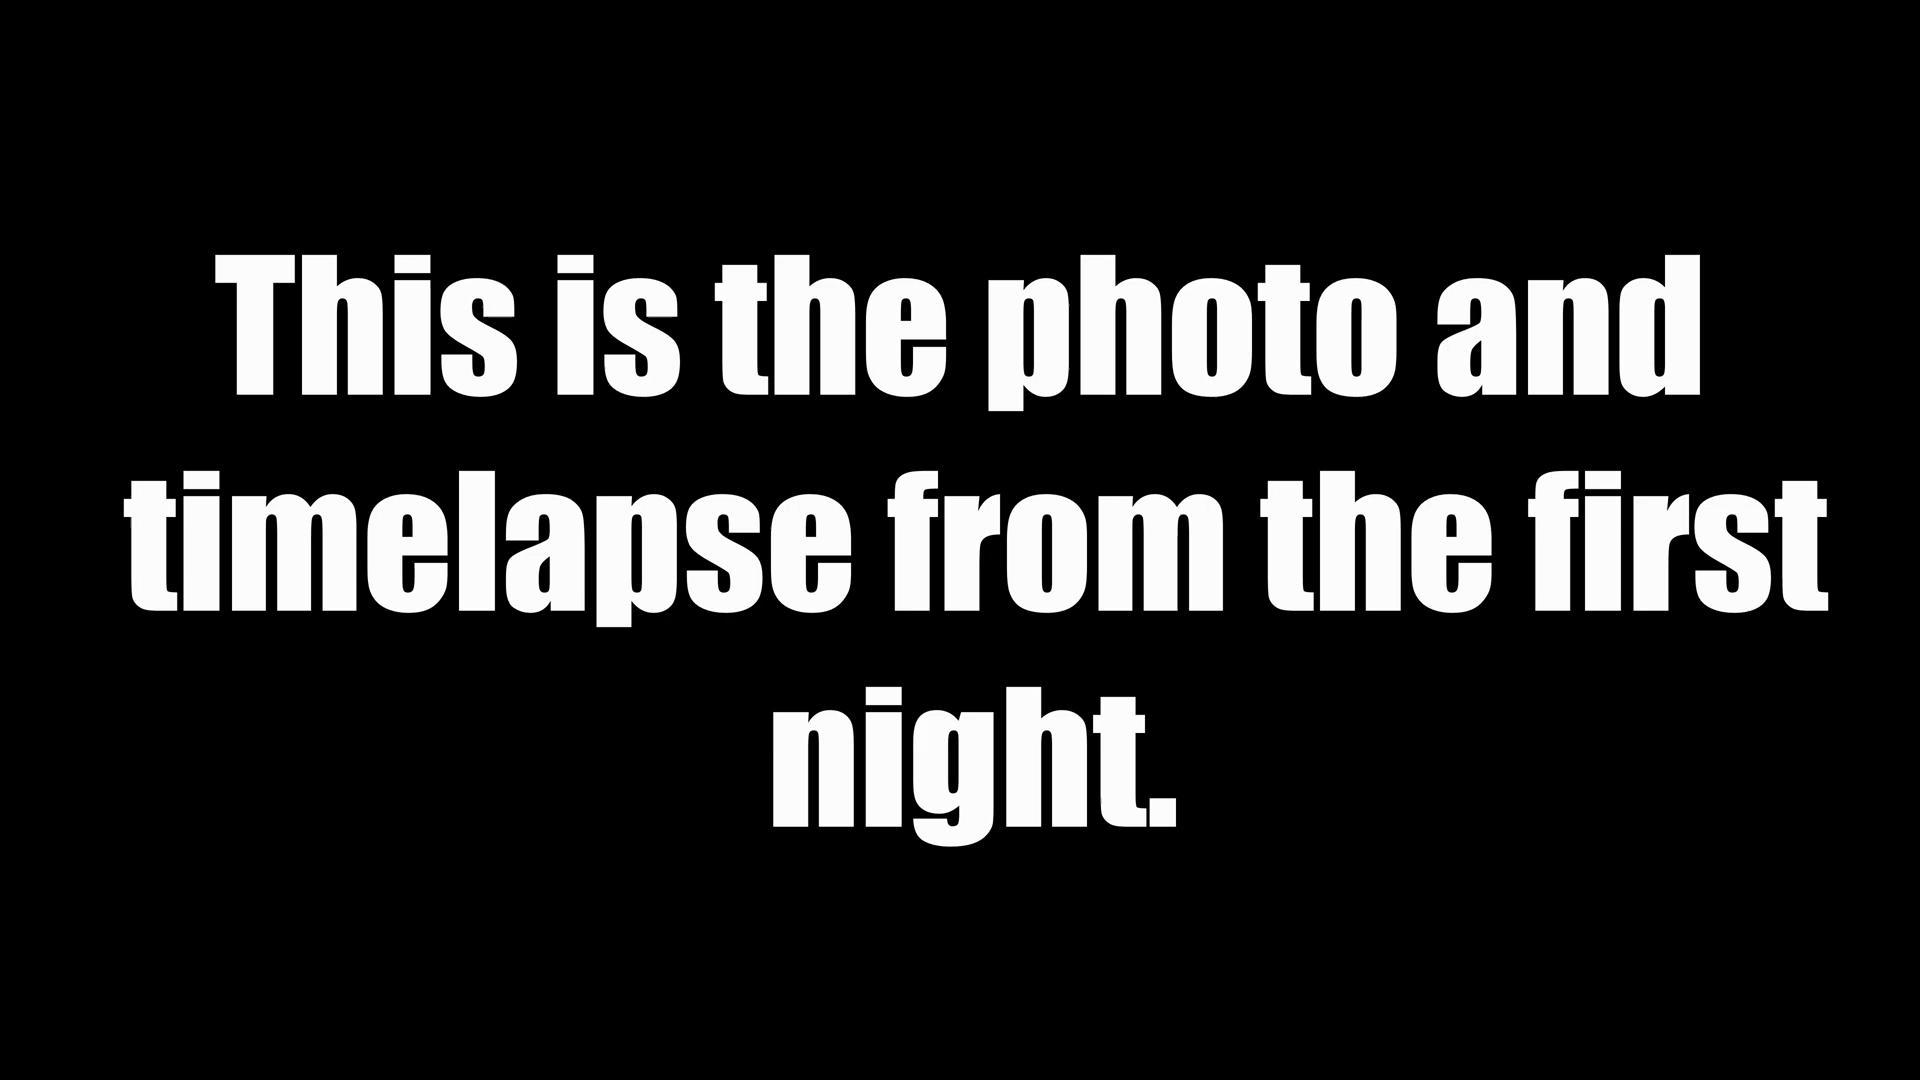 This is the photo and
timelapse from the first
night.